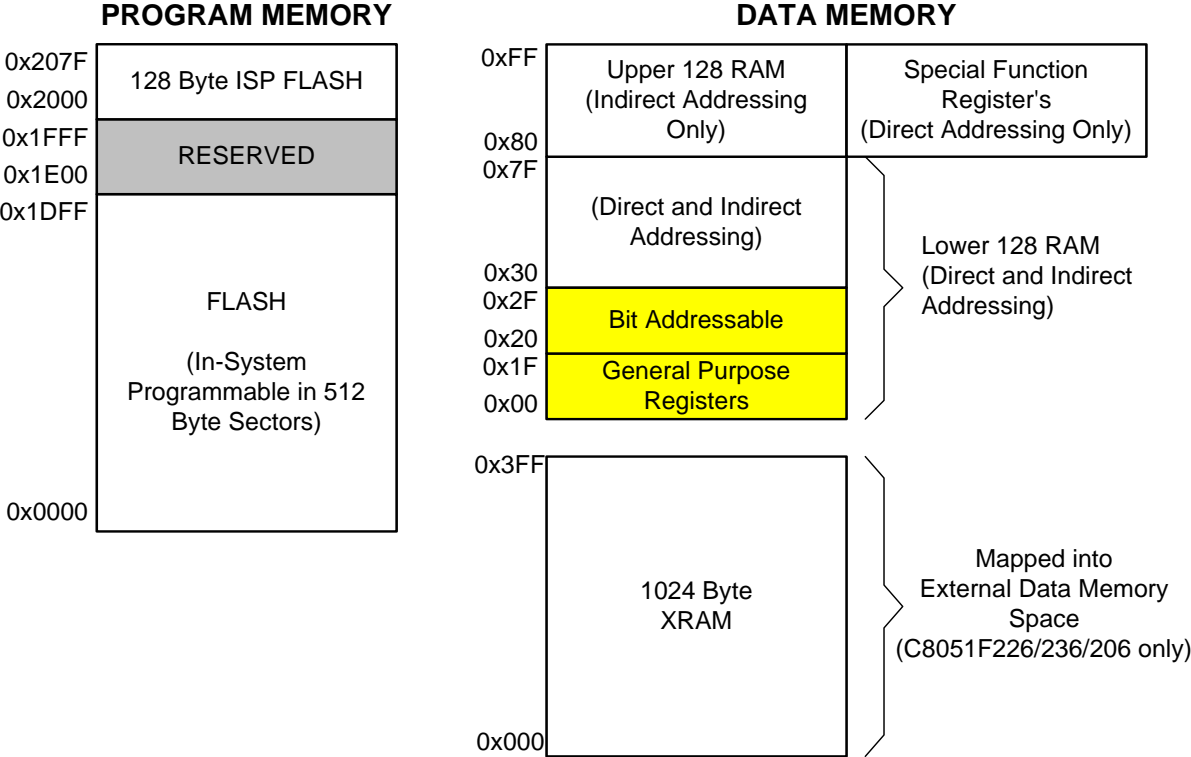 PROGRAM MEMORY
0x207F
128 Byte ISP FLASH
0x2000
0x1FFF
RESERVED
0x1E00
0x1DFF
FLASH
(In-System
Programmable in 512
Byte Sectors)
0x0000
DATA MEMORY
0xFF
Upper 128 RAM
(Indirect Addressing
Only)
0x80
Special Function
Register's
(Direct Addressing Only)
0x7F
(Direct and Indirect
Addressing)
0x30
0x2F
Bit Addressable
0x20
0x1F
General Purpose
Registers
0x00
Lower 128 RAM
(Direct and Indirect
Addressing)
0x3FF
1024 Byte
XRAM
0x000
Mapped into
External Data Memory
Space
(C8051F226/236/206 only)